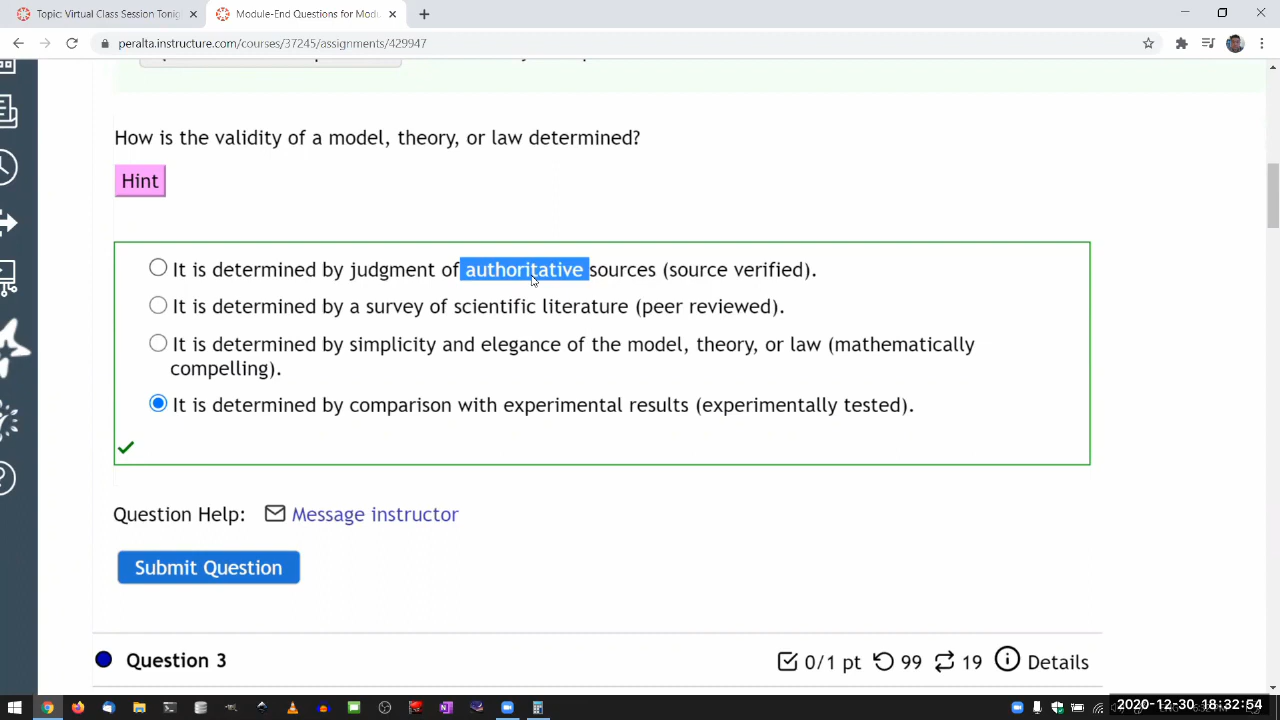 Topic: Virtual Class Session Tonig
Module-End Questions for Modu
peralta.instructure.com/courses/37245/assignments/429947
How is the validity of a model, theory, or law determined?
Hint
It is determined by judgment of authoritative sources (source verified).
It is determined by a survey of scientific literature (peer reviewed).
It is determined by simplicity and elegance of the model, theory, or law (mathematically
compelling).
It is determined by comparison with experimental results (experimentally tested).
Question Help: Message instructor
Submit Question
Question 3 0/1 pt 99 19 Details
2020-12-30 18:32:54